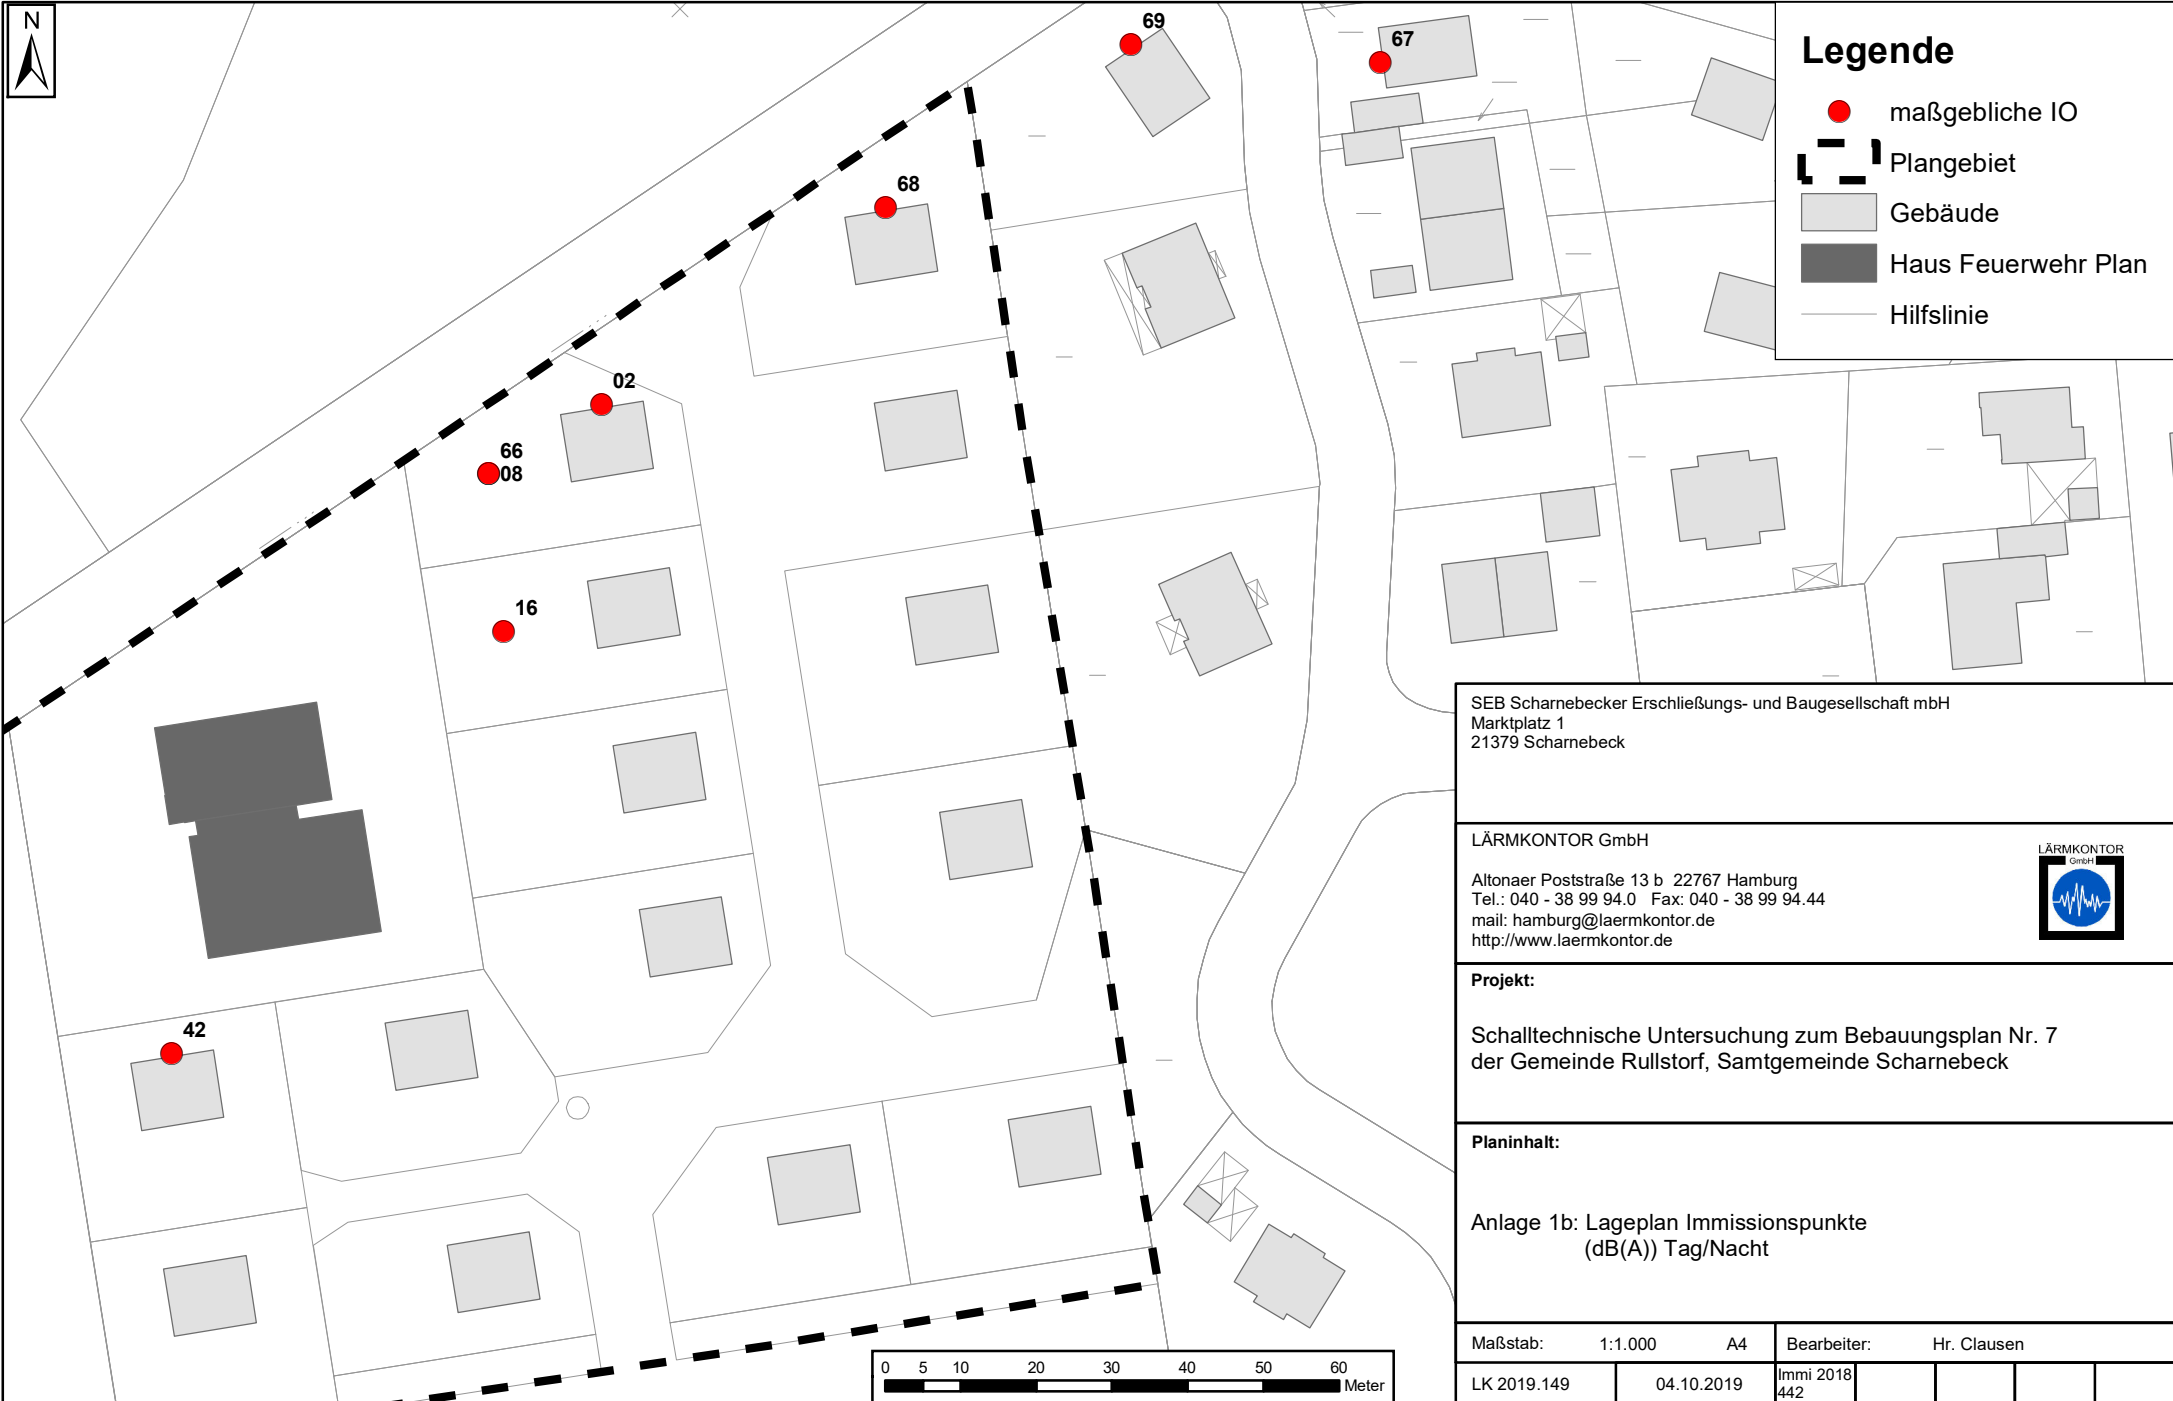 N
69
67
68
02
66
08
16
42
Legende
maßgebliche IO
Plangebiet
Gebäude
Haus Feuerwehr Plan
Hilfslinie
SEB Scharnebecker Erschließungs- und Baugesellschaft mbH
Marktplatz 1
21379 Scharnebeck
LÄRMKONTOR GmbH
Altonaer Poststraße 13 b 22767 Hamburg
Tel.: 040 - 38 99 94.0 Fax: 040 - 38 99 94.44
mail: hamburg@laermkontor.de
http://www.laermkontor.de
LÄRMKONTOR
GmbH
Projekt:
Schalltechnische Untersuchung zum Bebauungsplan Nr. 7
der Gemeinde Rullstorf, Samtgemeinde Scharnebeck
Planinhalt:
Anlage 1b: Lageplan Immissionspunkte
(dB(A)) Tag/Nacht
Maßstab: 1:1.000 A4 Bearbeiter: Hr. Clausen
LK 2019.149 04.10.2019 Immi 2018
442
0 5 10 20 30 40 50 60
Meter